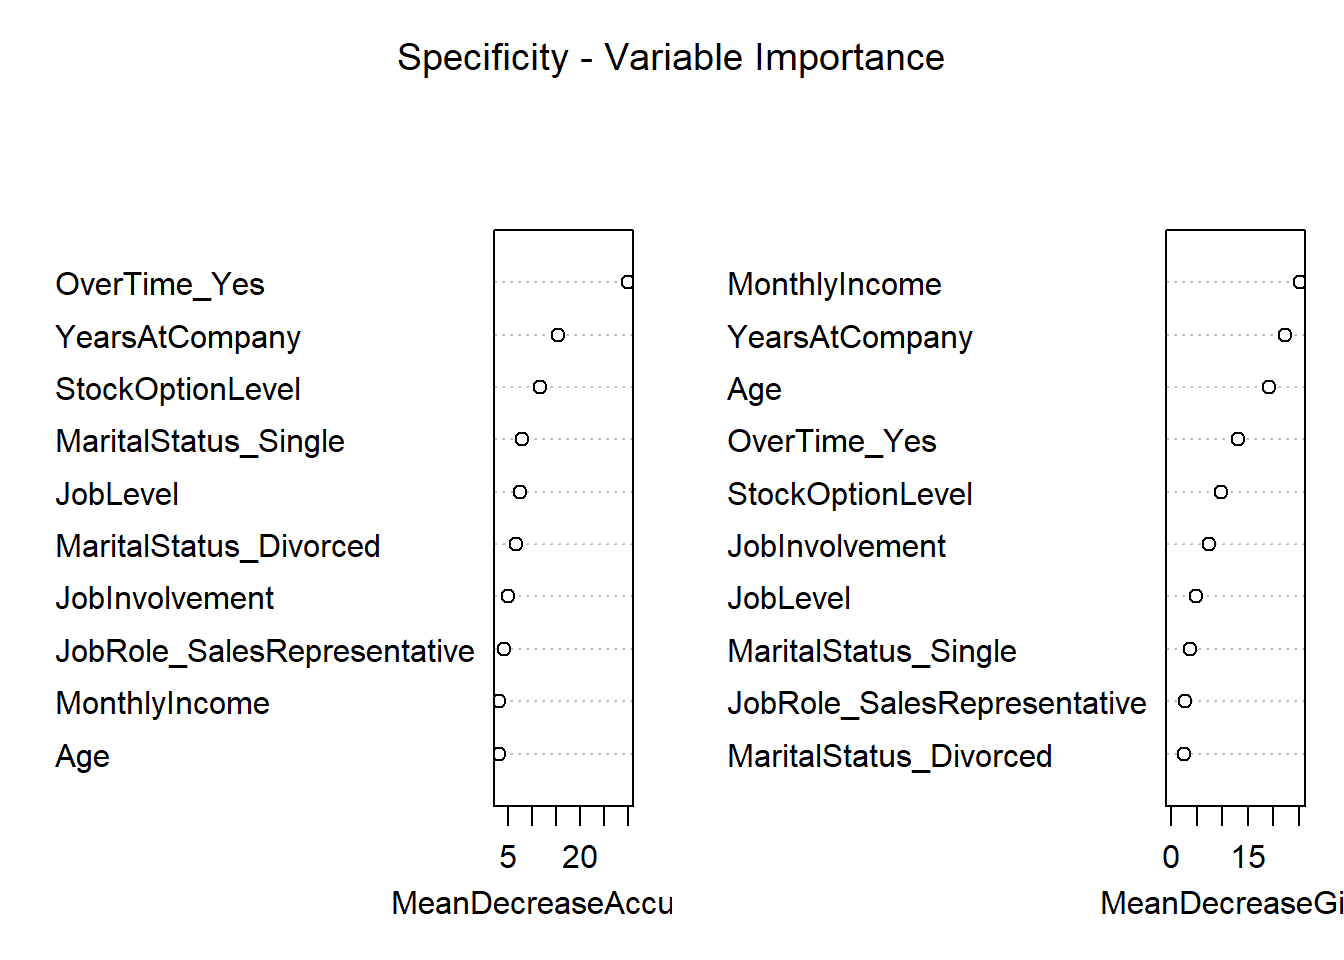 Specificity - Variable Importance
OverTime_Yes
YearsAtCompany
StockOptionLevel
MaritalStatus_Single
JobLevel
MaritalStatus_Divorced
JobInvolvement
JobRole_SalesRepresentative
MonthlyIncome
Age
5 20
MeanDecreaseAccu
MonthlyIncome
YearsAtCompany
Age
OverTime_Yes
StockOptionLevel
JobInvolvement
JobLevel
MaritalStatus_Single
JobRole_SalesRepresentative
MaritalStatus_Divorced
0 15
MeanDecreaseGi